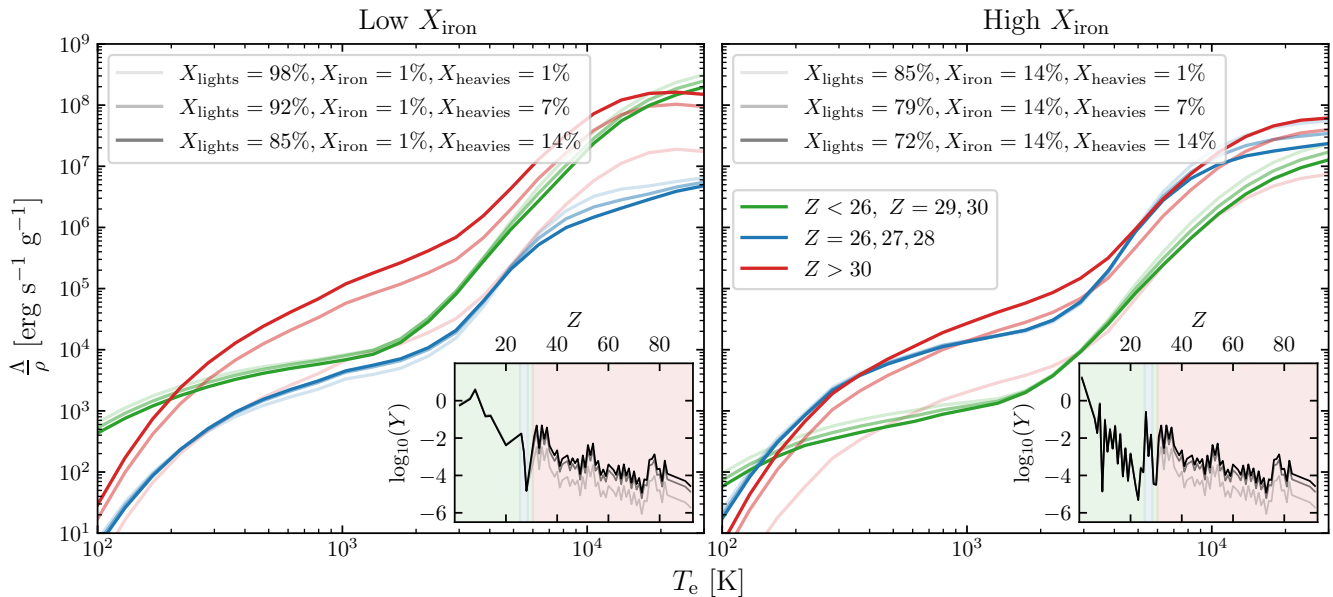 Low X_iron
High X_iron
10^9
10^8
10^7
10^6
10^5
10^4
10^3
10^2
10^1
Λ/ρ [erg s^−1 g^−1]
X_lights = 98%, X_iron = 1%, X_heavies = 1%
X_lights = 92%, X_iron = 1%, X_heavies = 7%
X_lights = 85%, X_iron = 1%, X_heavies = 14%
X_lights = 85%, X_iron = 14%, X_heavies = 1%
X_lights = 79%, X_iron = 14%, X_heavies = 7%
X_lights = 72%, X_iron = 14%, X_heavies = 14%
Z < 26, Z = 29, 30
Z = 26, 27, 28
Z > 30
Z
20 40 60 80
0
−2
−4
−6
log_10(Y)
Z
20 40 60 80
0
−2
−4
−6
log_10(Y)
10^2 10^3 10^4
10^2 10^3 10^4
T_e [K]